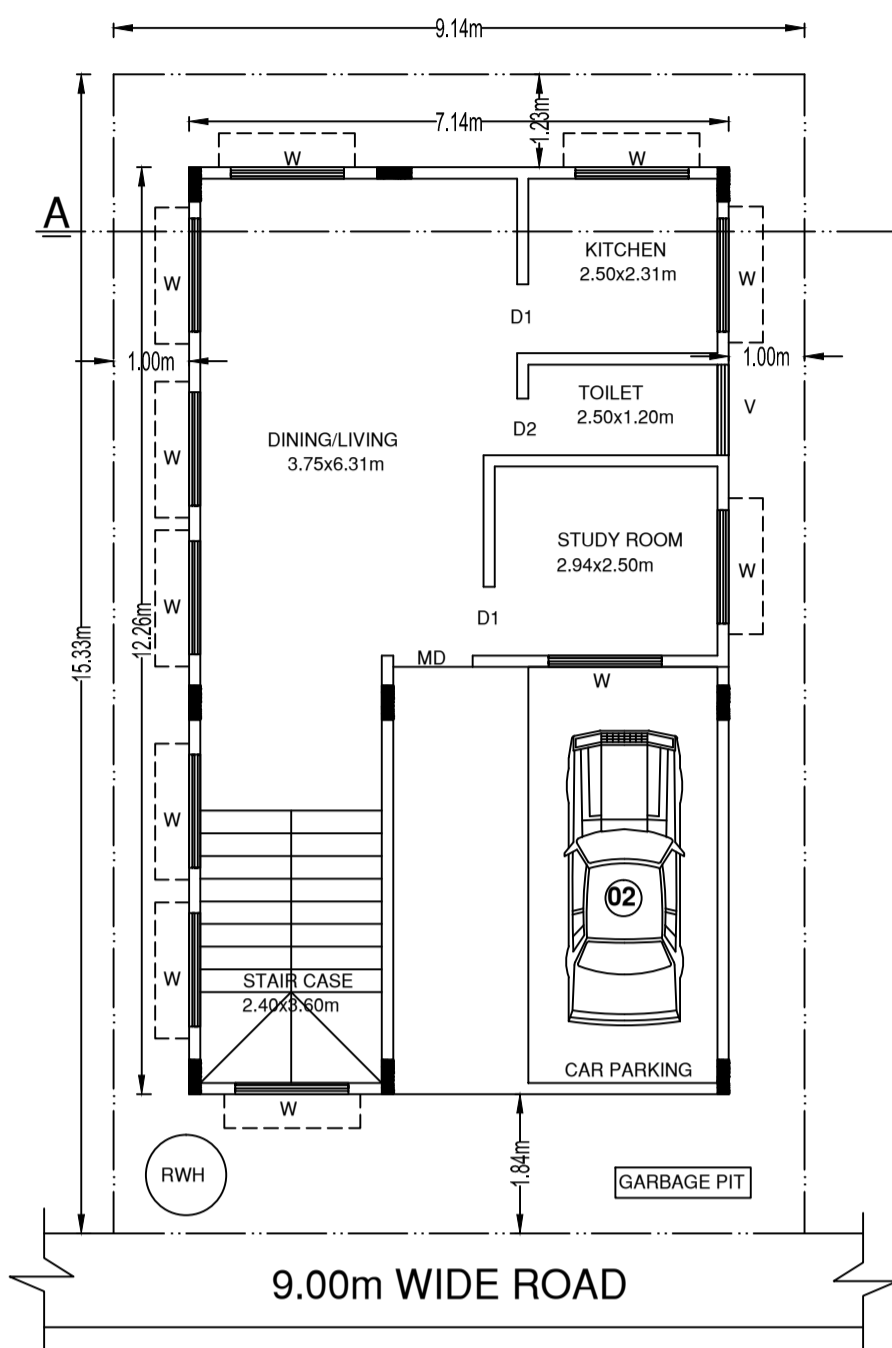 9.14m
1.23m
7.14m
W
W
A
W
KITCHEN
2.50x2.31m
W
D1
1.00m
1.00m
TOILET
2.50x1.20m
V
D2
DINING/LIVING
3.75x6.31m
W
STUDY ROOM
2.94x2.50m
W
W
D1
12.26m
15.33m
MD
W
W
02
STAIR CASE
2.40x3.60m
W
CAR PARKING
W
1.84m
RWH
GARBAGE PIT
9.00m WIDE ROAD